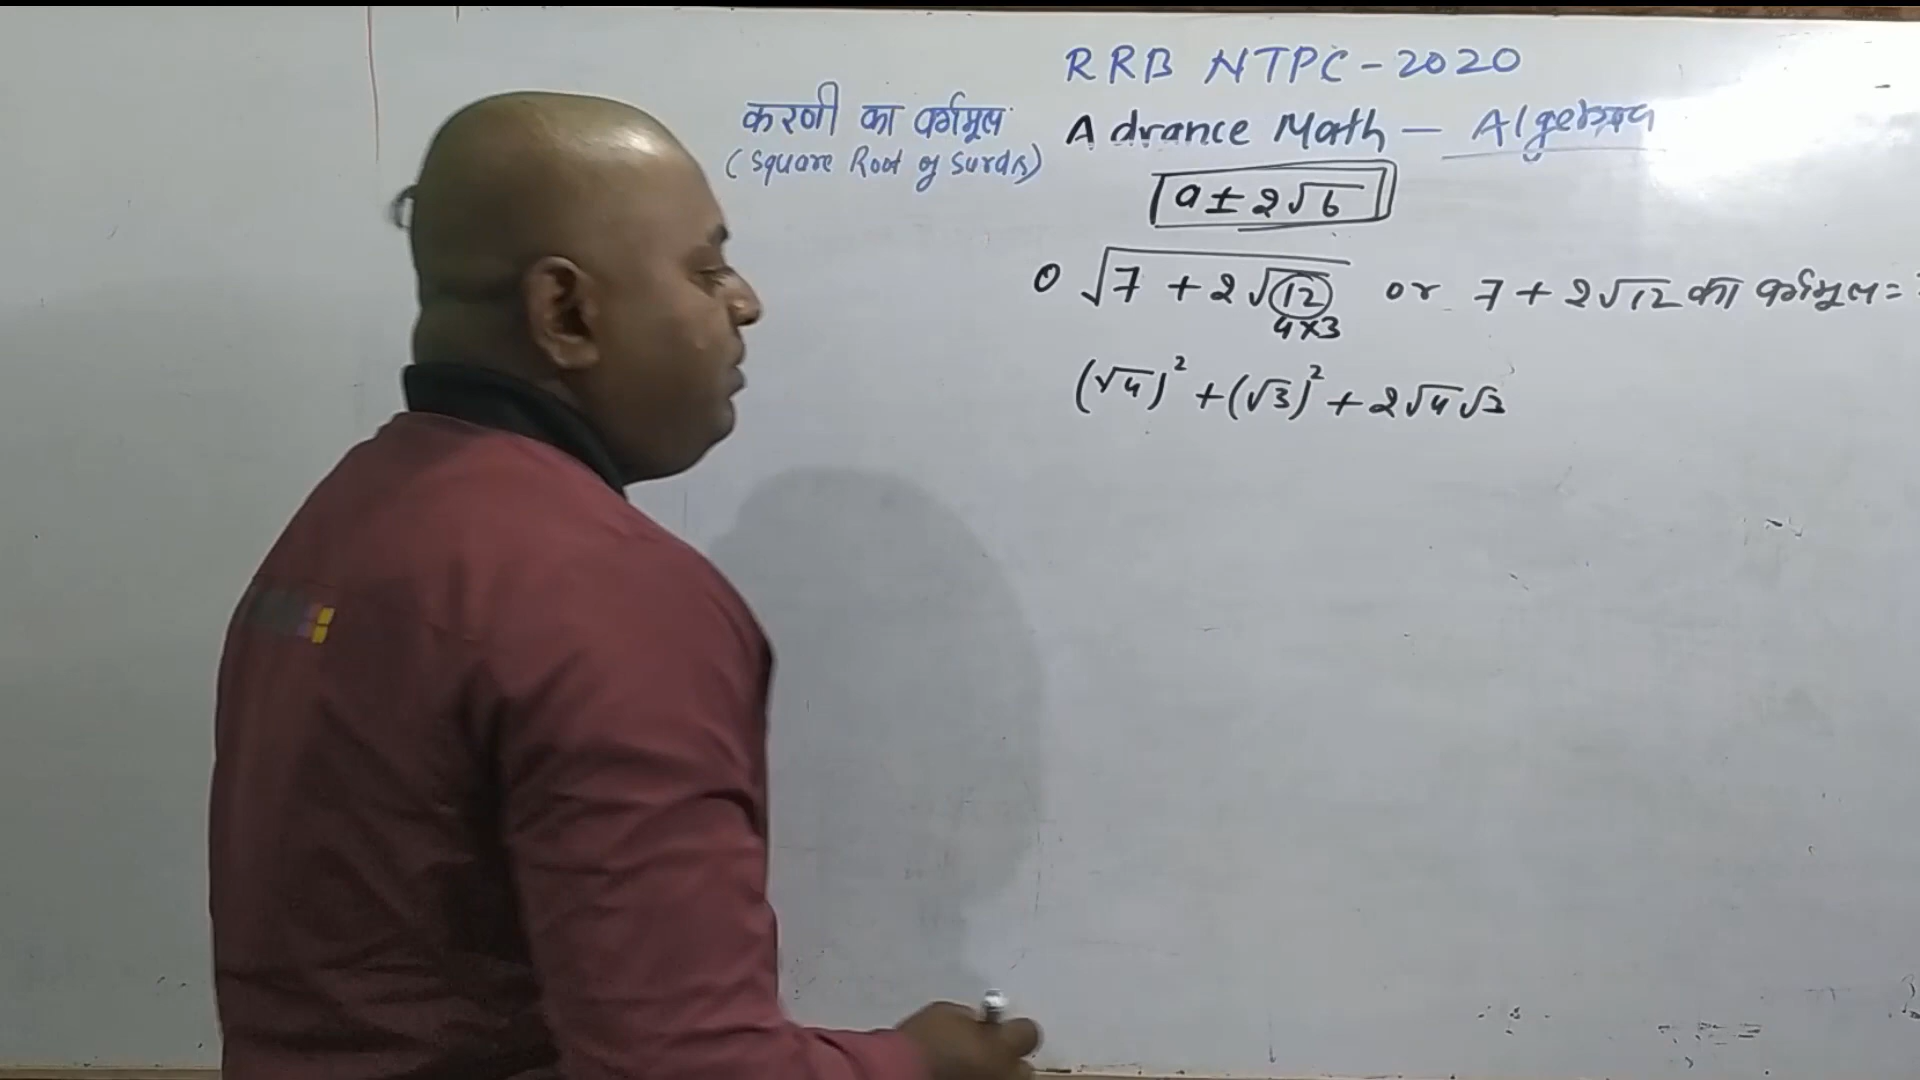 RRB NTPC-2020
करणी का वर्गमूल Advance Math — Algebra
(Square Root of Surds)
a ± 2√b
√(7 + 2√12) or 7 + 2√12 का वर्गमूल = ?
4×3
(√4)² + (√3)² + 2√4√3